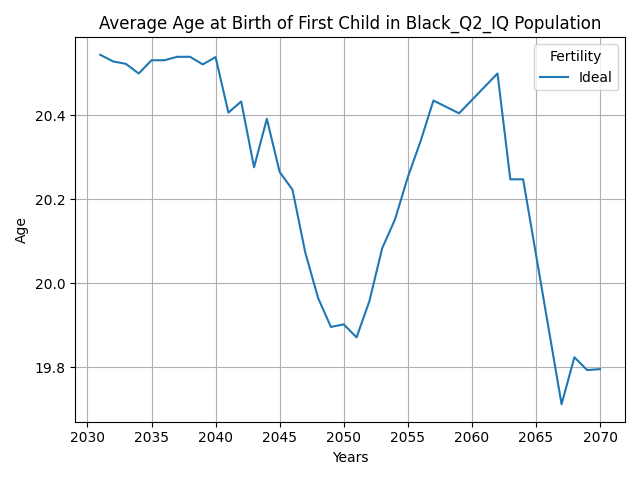 Average Age at Birth of First Child in Black_Q2_IQ Population
Fertility
Ideal
Age
20.4
20.2
20.0
19.8
2030 2035 2040 2045 2050 2055 2060 2065 2070
Years